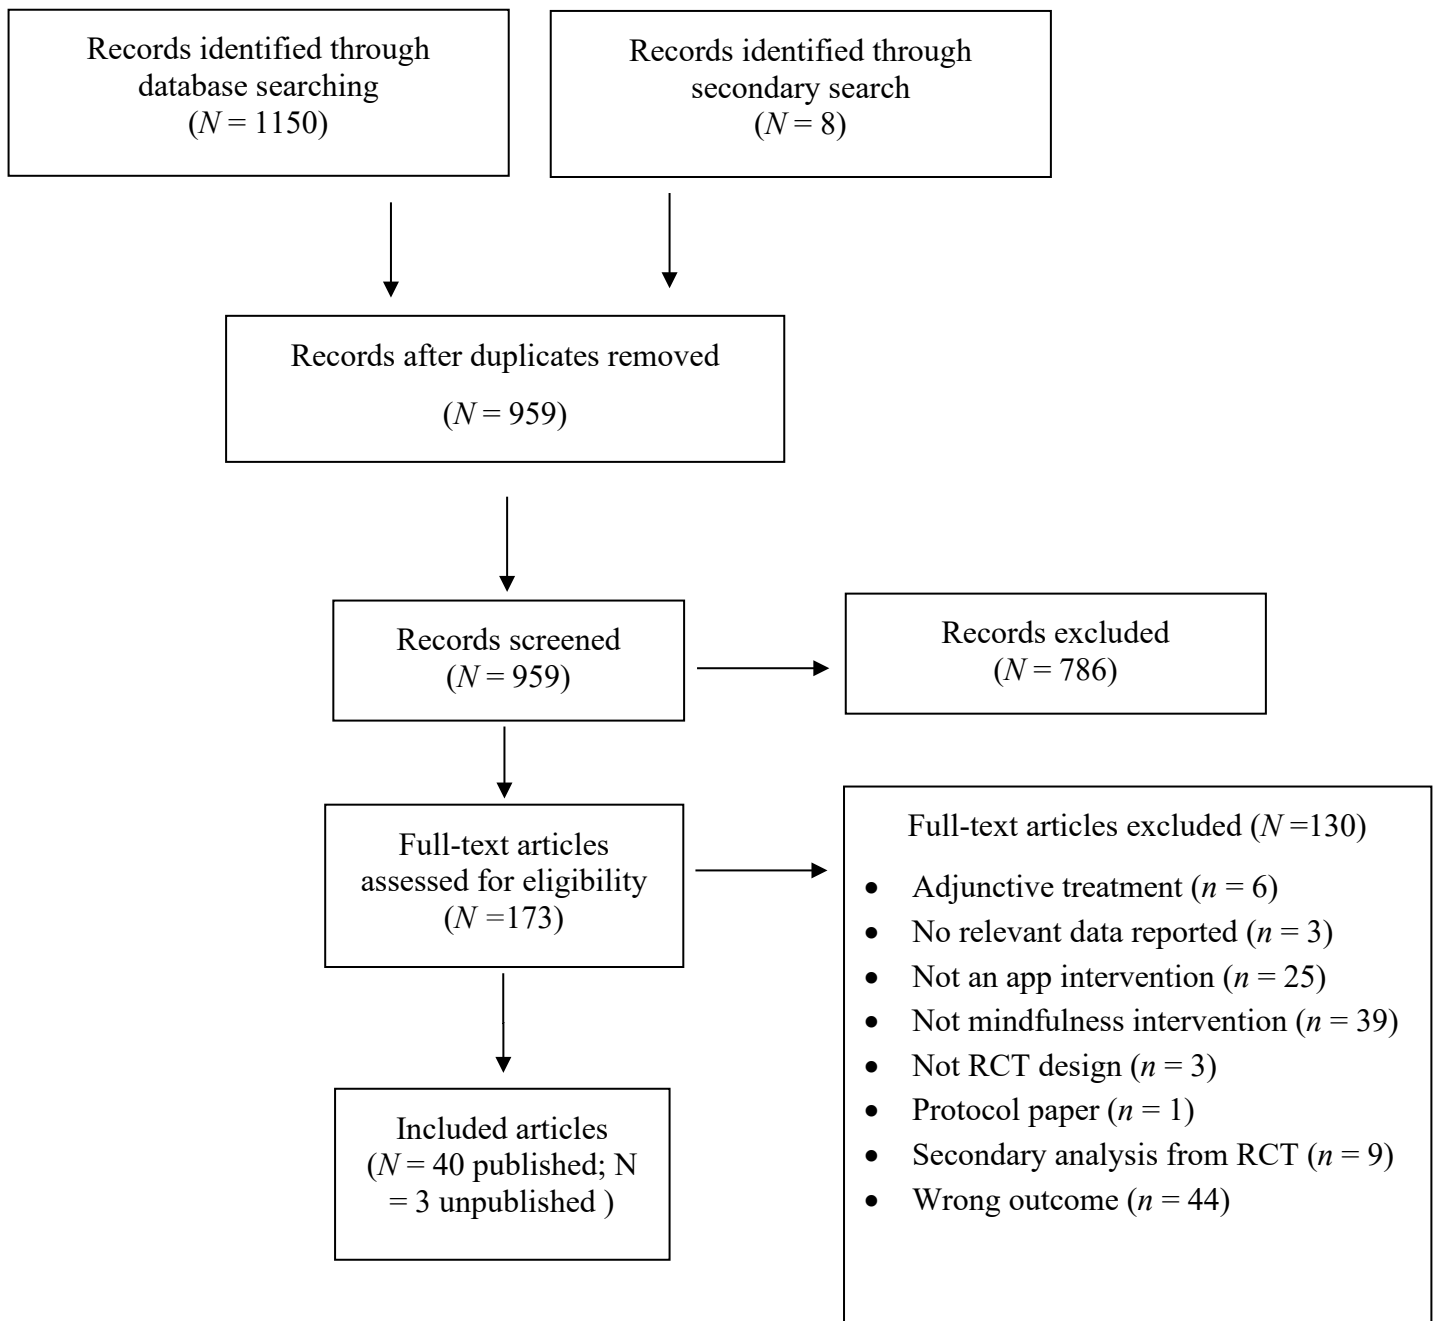 Records identified through
database searching
(N = 1150)
Records identified through
secondary search
(N = 8)
Records after duplicates removed
(N = 959)
Records screened
(N = 959)
Records excluded
(N = 786)
Full-text articles
assessed for eligibility
(N =173)
Full-text articles excluded (N =130)
• Adjunctive treatment (n = 6)
• No relevant data reported (n = 3)
• Not an app intervention (n = 25)
• Not mindfulness intervention (n = 39)
• Not RCT design (n = 3)
• Protocol paper (n = 1)
• Secondary analysis from RCT (n = 9)
• Wrong outcome (n = 44)
Included articles
(N = 40 published; N
= 3 unpublished )